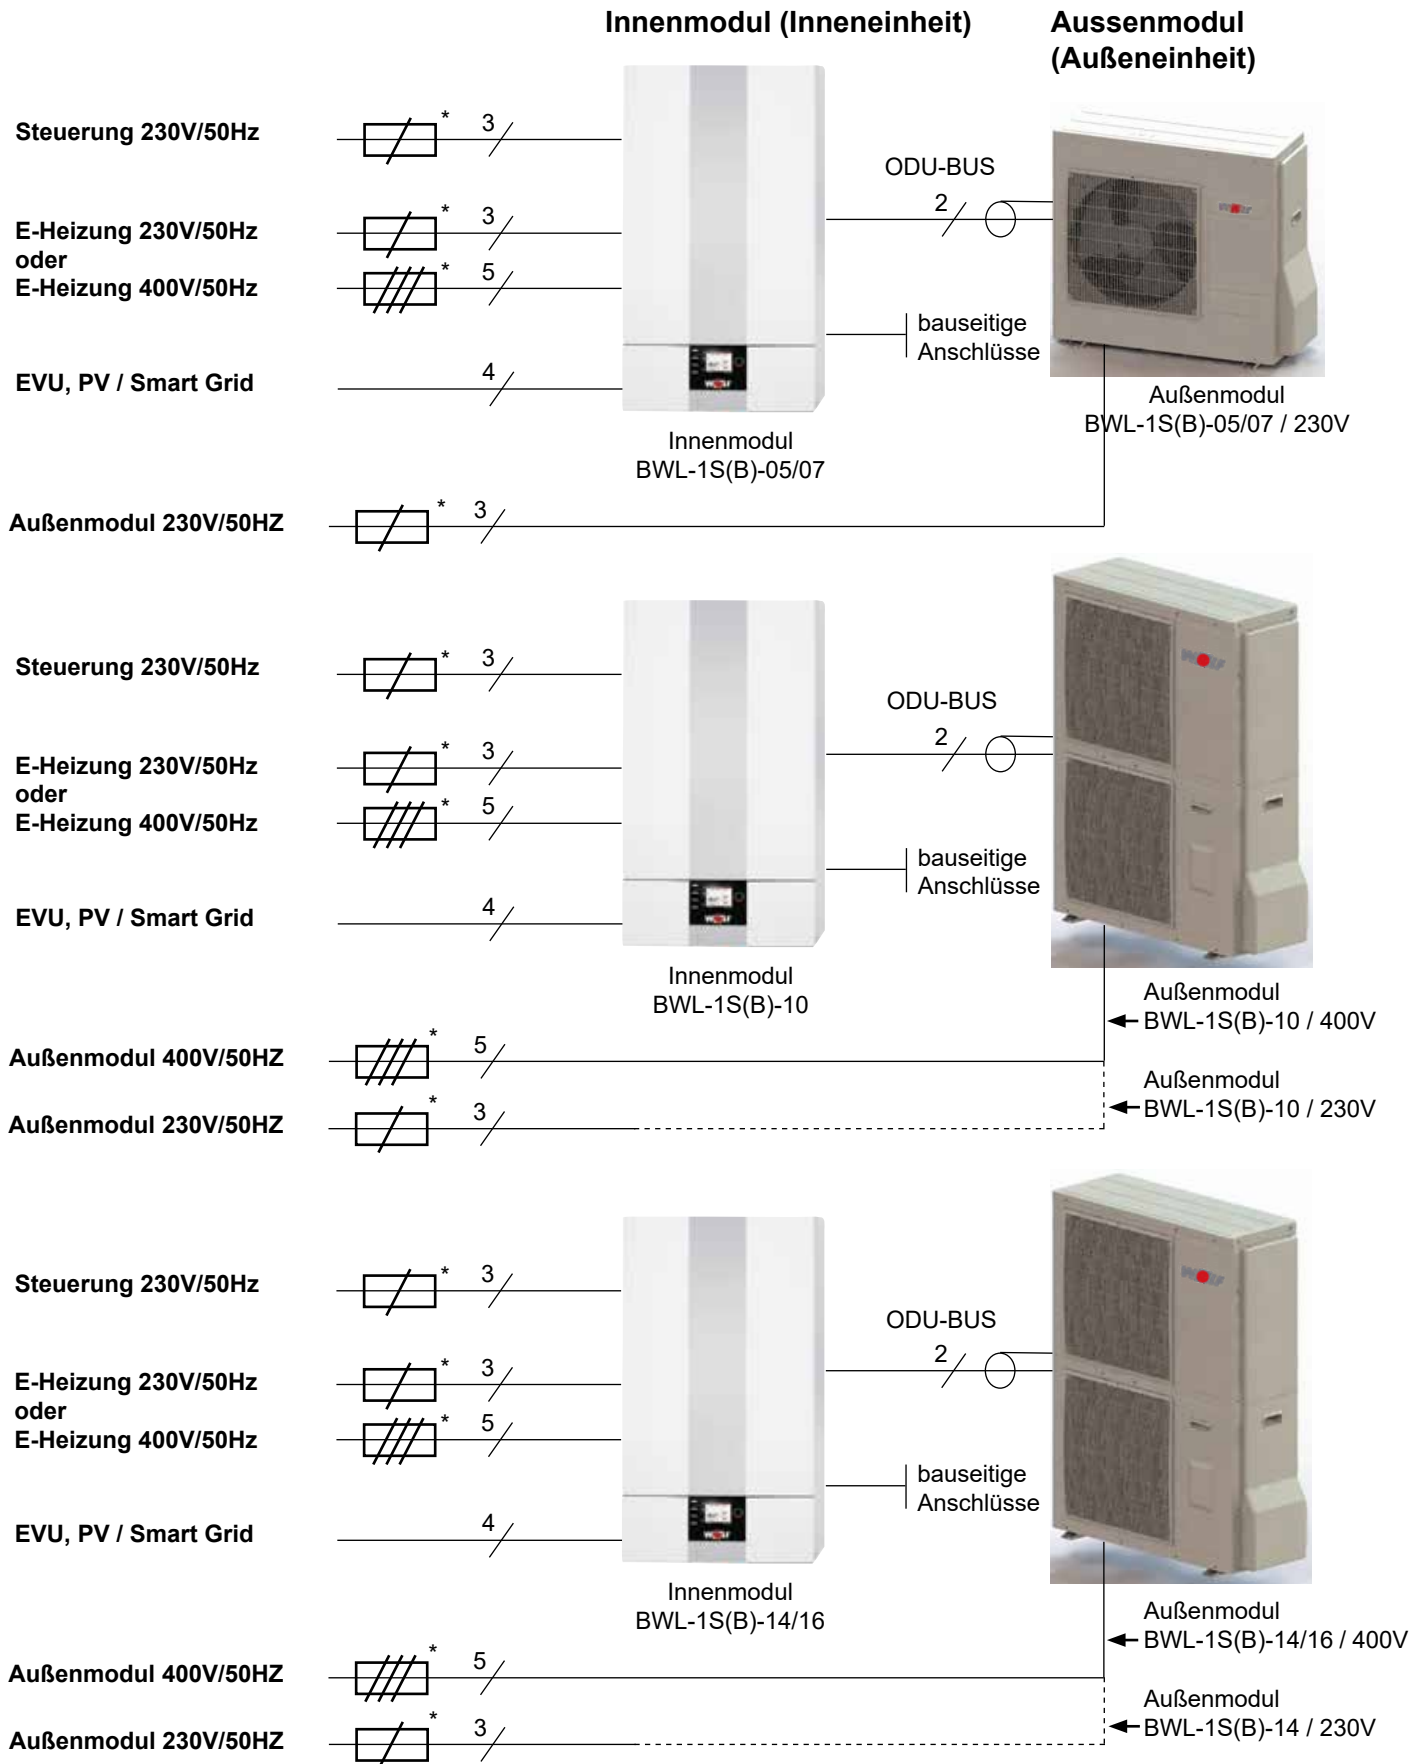 Innenmodul (Inneneinheit)
Aussenmodul
(Außeneinheit)
Steuerung 230V/50Hz
* 3
E-Heizung 230V/50Hz
* 3
oder
E-Heizung 400V/50Hz
* 5
EVU, PV / Smart Grid
4
ODU-BUS
2
bauseitige
Anschlüsse
WOLF
WOLF
Innenmodul
BWL-1S(B)-05/07
Außenmodul
BWL-1S(B)-05/07 / 230V
Außenmodul 230V/50HZ
* 3
Steuerung 230V/50Hz
* 3
E-Heizung 230V/50Hz
* 3
oder
E-Heizung 400V/50Hz
* 5
EVU, PV / Smart Grid
4
ODU-BUS
2
bauseitige
Anschlüsse
WOLF
WOLF
Innenmodul
BWL-1S(B)-10
Außenmodul
BWL-1S(B)-10 / 400V
Außenmodul 400V/50HZ
* 5
Außenmodul
BWL-1S(B)-10 / 230V
Außenmodul 230V/50HZ
* 3
Steuerung 230V/50Hz
* 3
E-Heizung 230V/50Hz
* 3
oder
E-Heizung 400V/50Hz
* 5
EVU, PV / Smart Grid
4
ODU-BUS
2
bauseitige
Anschlüsse
WOLF
WOLF
Innenmodul
BWL-1S(B)-14/16
Außenmodul
BWL-1S(B)-14/16 / 400V
Außenmodul 400V/50HZ
* 5
Außenmodul
BWL-1S(B)-14 / 230V
Außenmodul 230V/50HZ
* 3